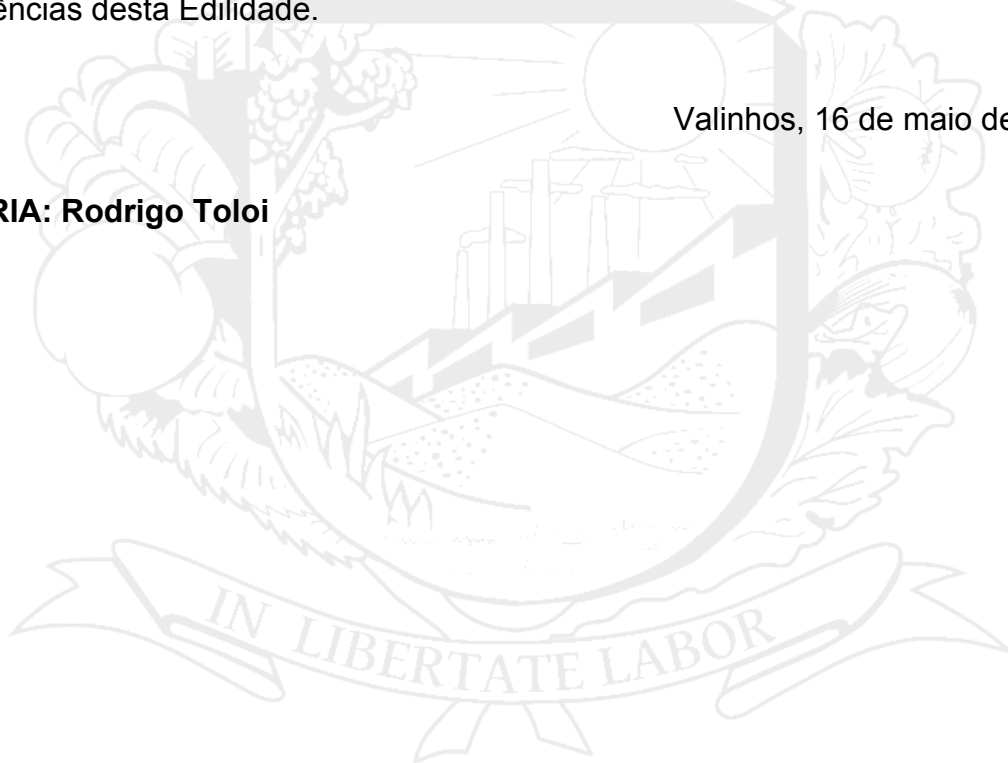 ências desta Edilidade.
Valinhos, 16 de maio de
RIA: Rodrigo Toloi
IN LIBERTATE LABOR